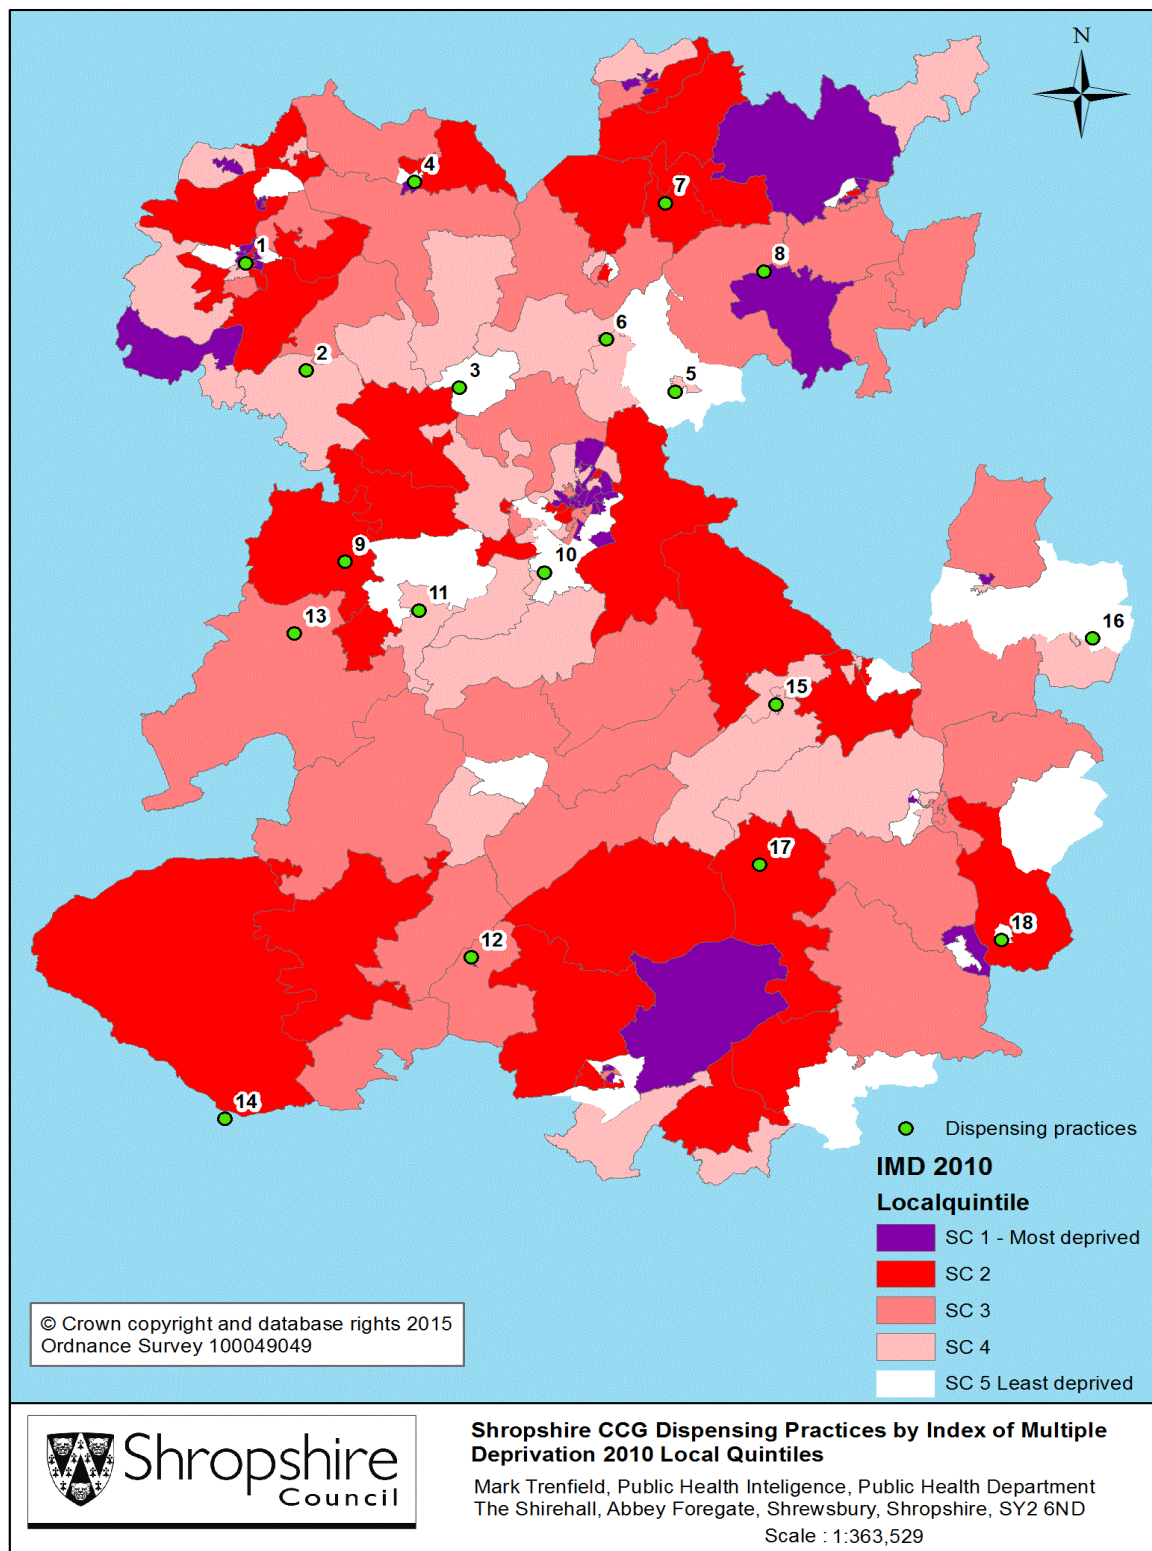 N
4
7
1
8
6
2
3
5
9
10
11
13
16
15
17
12
18
14
Dispensing practices
IMD 2010
Localquintile
SC 1 - Most deprived
SC 2
SC 3
SC 4
SC 5 Least deprived
© Crown copyright and database rights 2015
Ordnance Survey 100049049
Shropshire
Council
Shropshire CCG Dispensing Practices by Index of Multiple
Deprivation 2010 Local Quintiles
Mark Trenfield, Public Health Inteligence, Public Health Department
The Shirehall, Abbey Foregate, Shrewsbury, Shropshire, SY2 6ND
Scale : 1:363,529